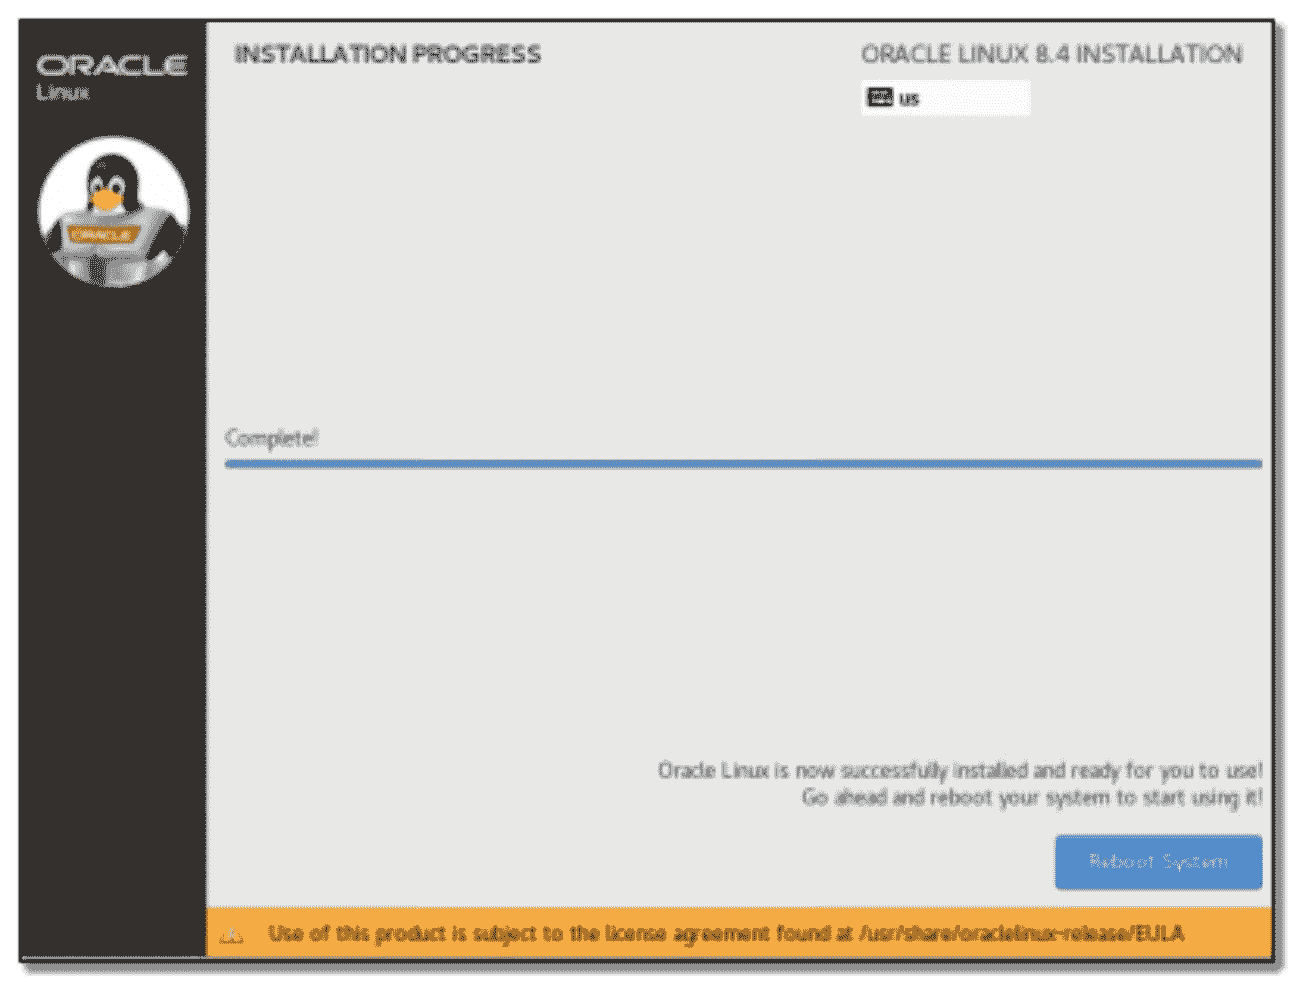 ORACLE
Linux
ORACLE
INSTALLATION PROGRESS
ORACLE LINUX 8.4 INSTALLATION
us
Complete!
Oracle Linux is now successfully installed and ready for you to use!
Go ahead and reboot your system to start using it!
Reboot System
Use of this product is subject to the license agreement found at /usr/share/oraclelinux-release/EULA